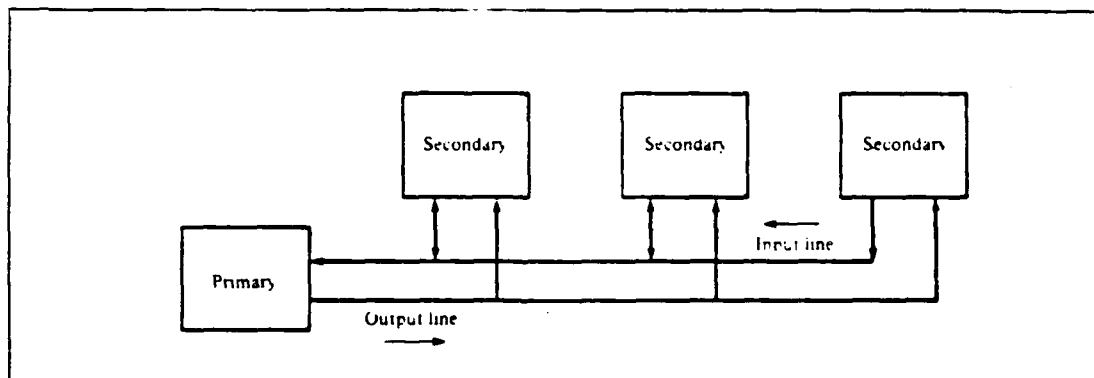 Secondary
Secondary
Secondary
Input line
Primary
Output line